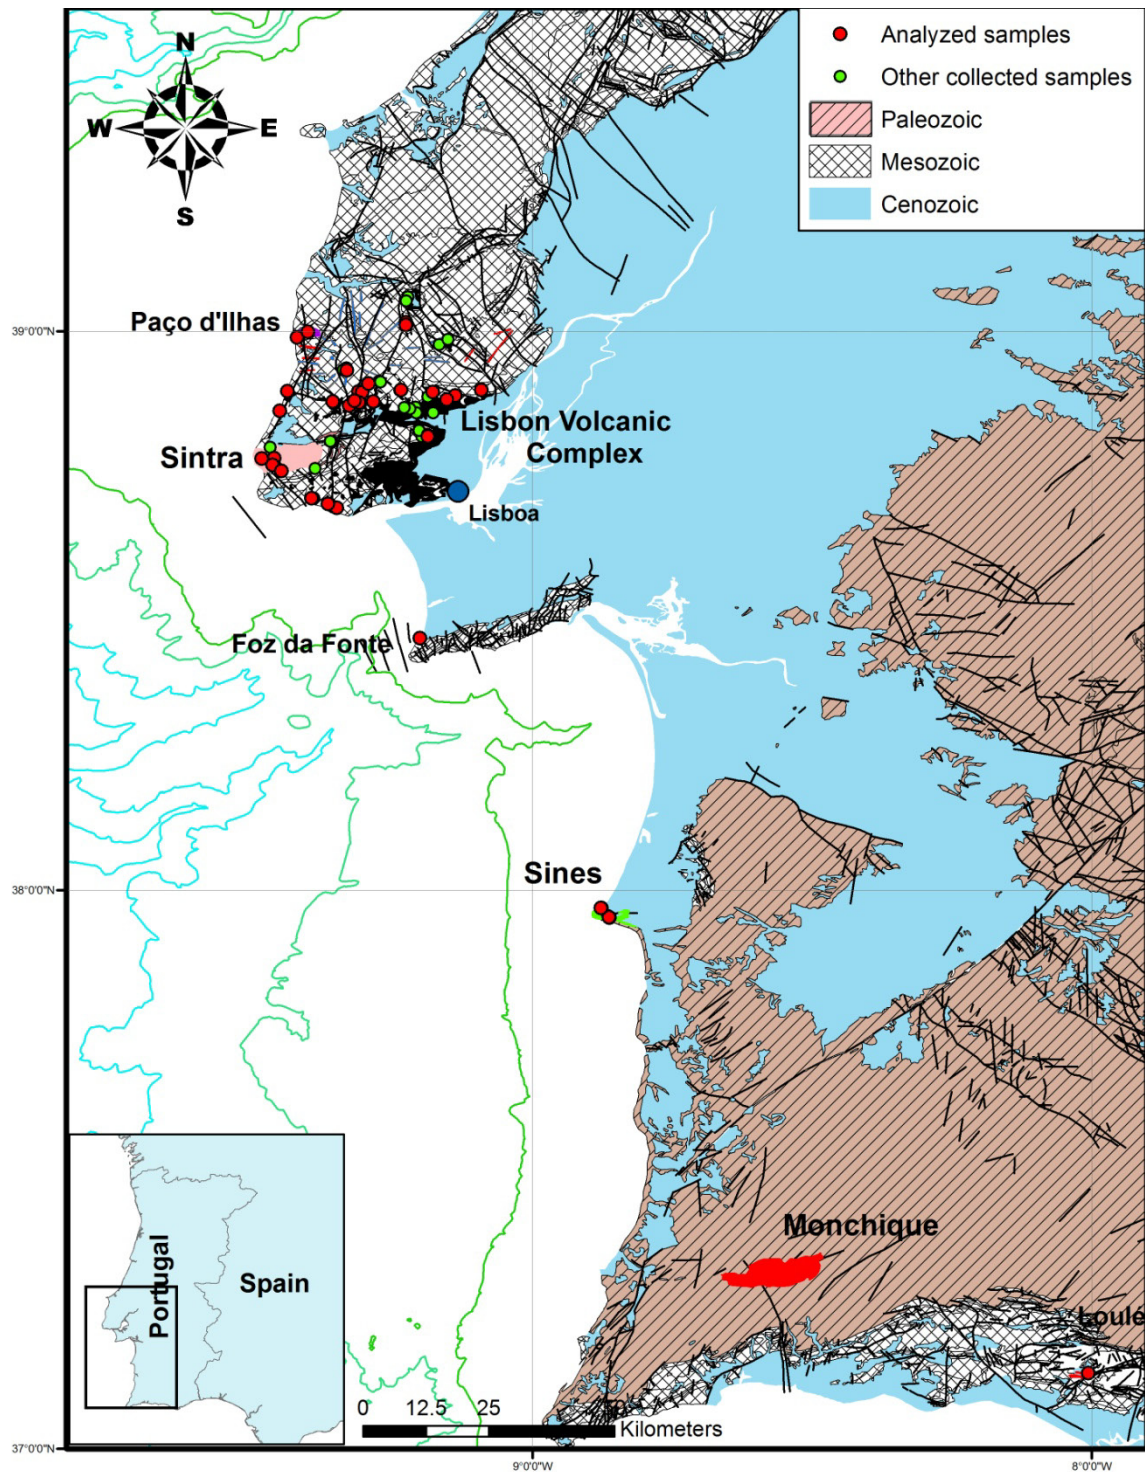 N
W
E
S
Analyzed samples
Other collected samples
Paleozoic
Mesozoic
Cenozoic
Paço d'Ilhas
39°0'0"N
Lisbon Volcanic
Complex
Sintra
Lisboa
Foz da Fonte
Sines
38°0'0"N
Monchique
Portugal
Spain
Loule
0
12.5
25
Kilometers
37°0'0"N
9°0'0"W
8°0'0"W